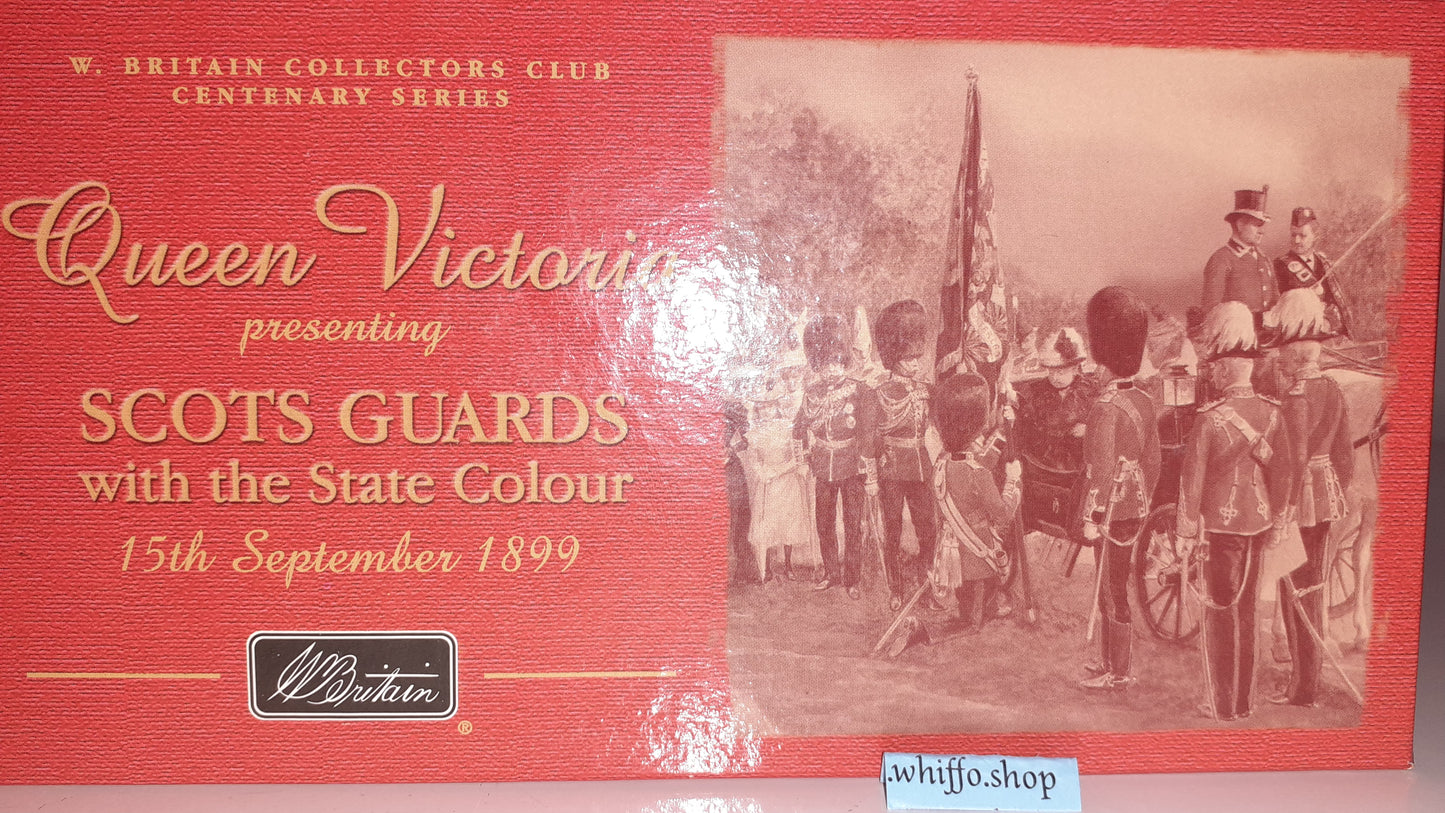 W. BRITAIN COLLECTORS CLUB
CENTENARY SERIES
Queen Victoria
presenting
SCOTS GUARDS
with the State Colour
15th September 1899
W Britain
®
.whiffo.shop